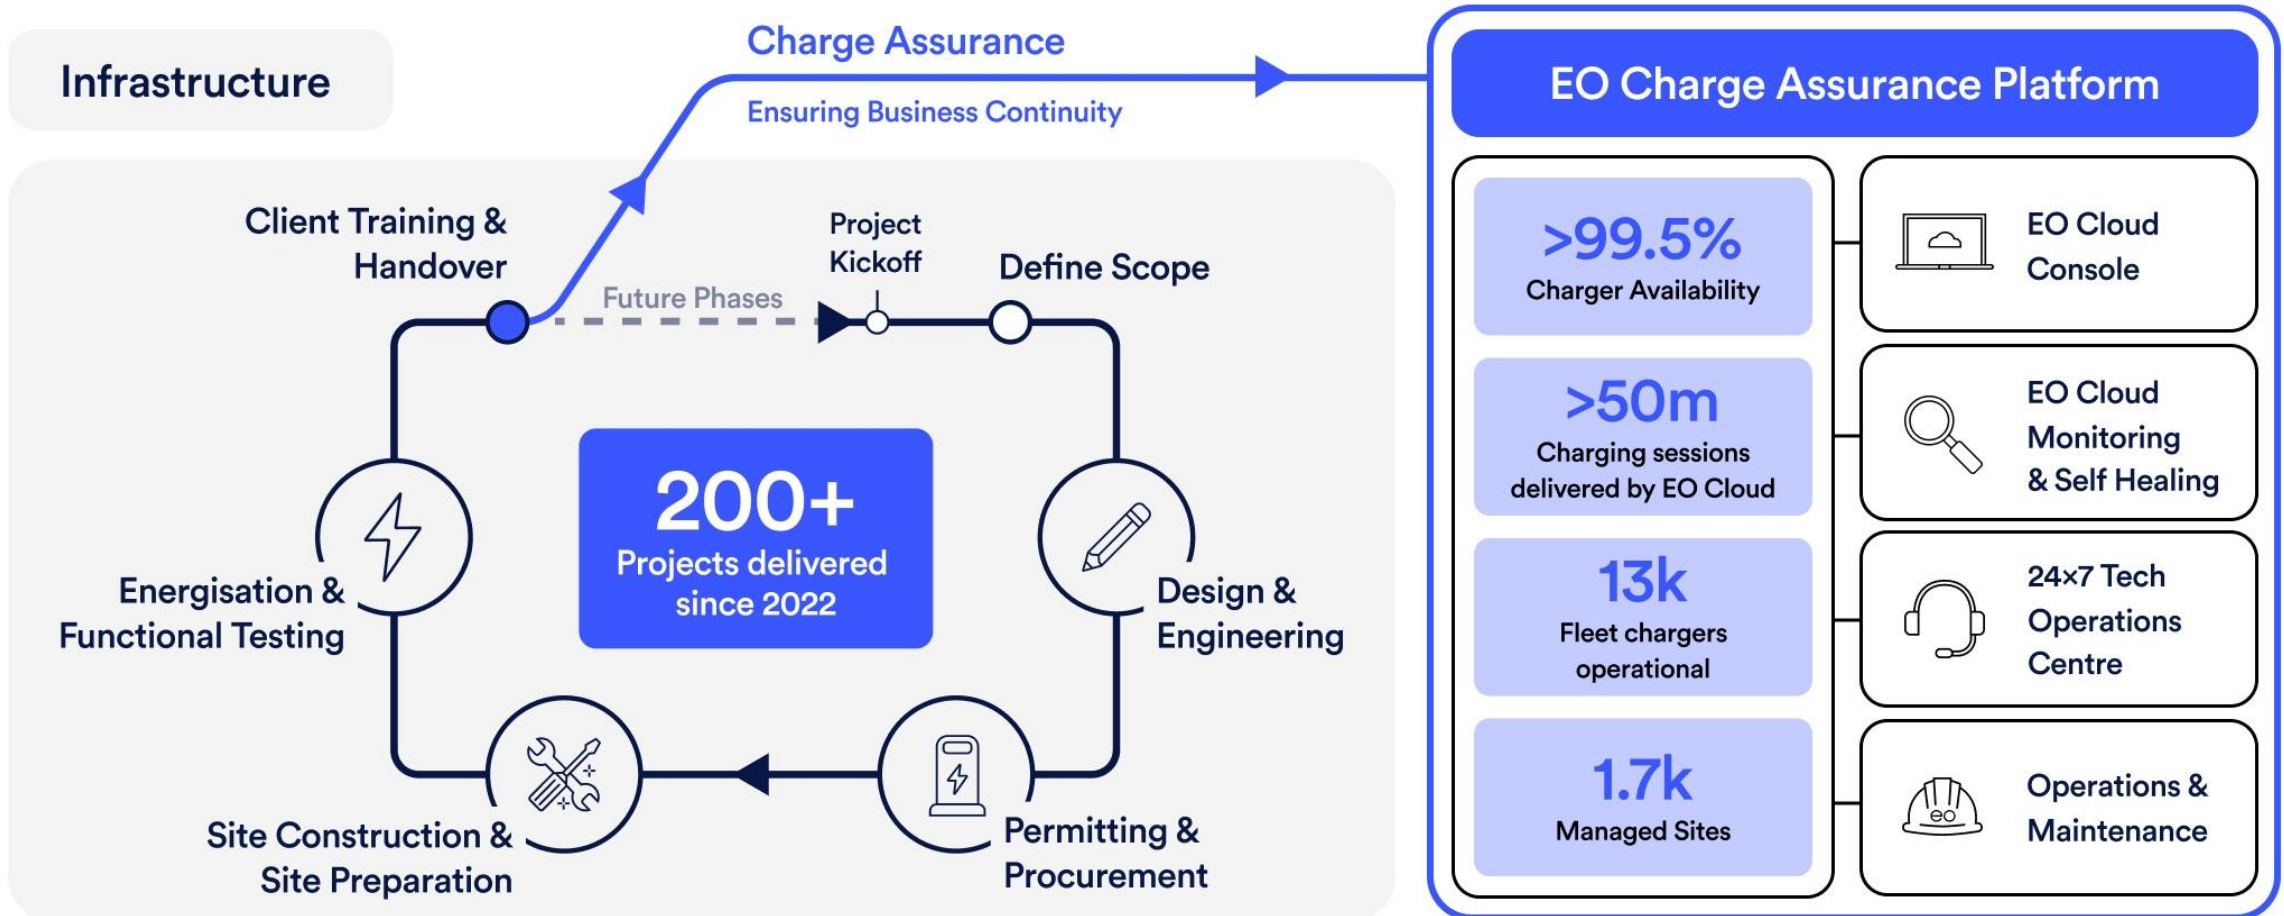 Infrastructure
Charge Assurance
Ensuring Business Continuity
Client Training &
Handover
Future Phases
Project
Kickoff
Define Scope
200+
Projects delivered
since 2022
Design &
Engineering
Permitting &
Procurement
Site Construction &
Site Preparation
Energisation &
Functional Testing
EO Charge Assurance Platform
>99.5%
Charger Availability
>50m
Charging sessions
delivered by EO Cloud
13k
Fleet chargers
operational
1.7k
Managed Sites
EO Cloud
Console
EO Cloud
Monitoring
& Self Healing
24×7 Tech
Operations
Centre
eo
Operations &
Maintenance